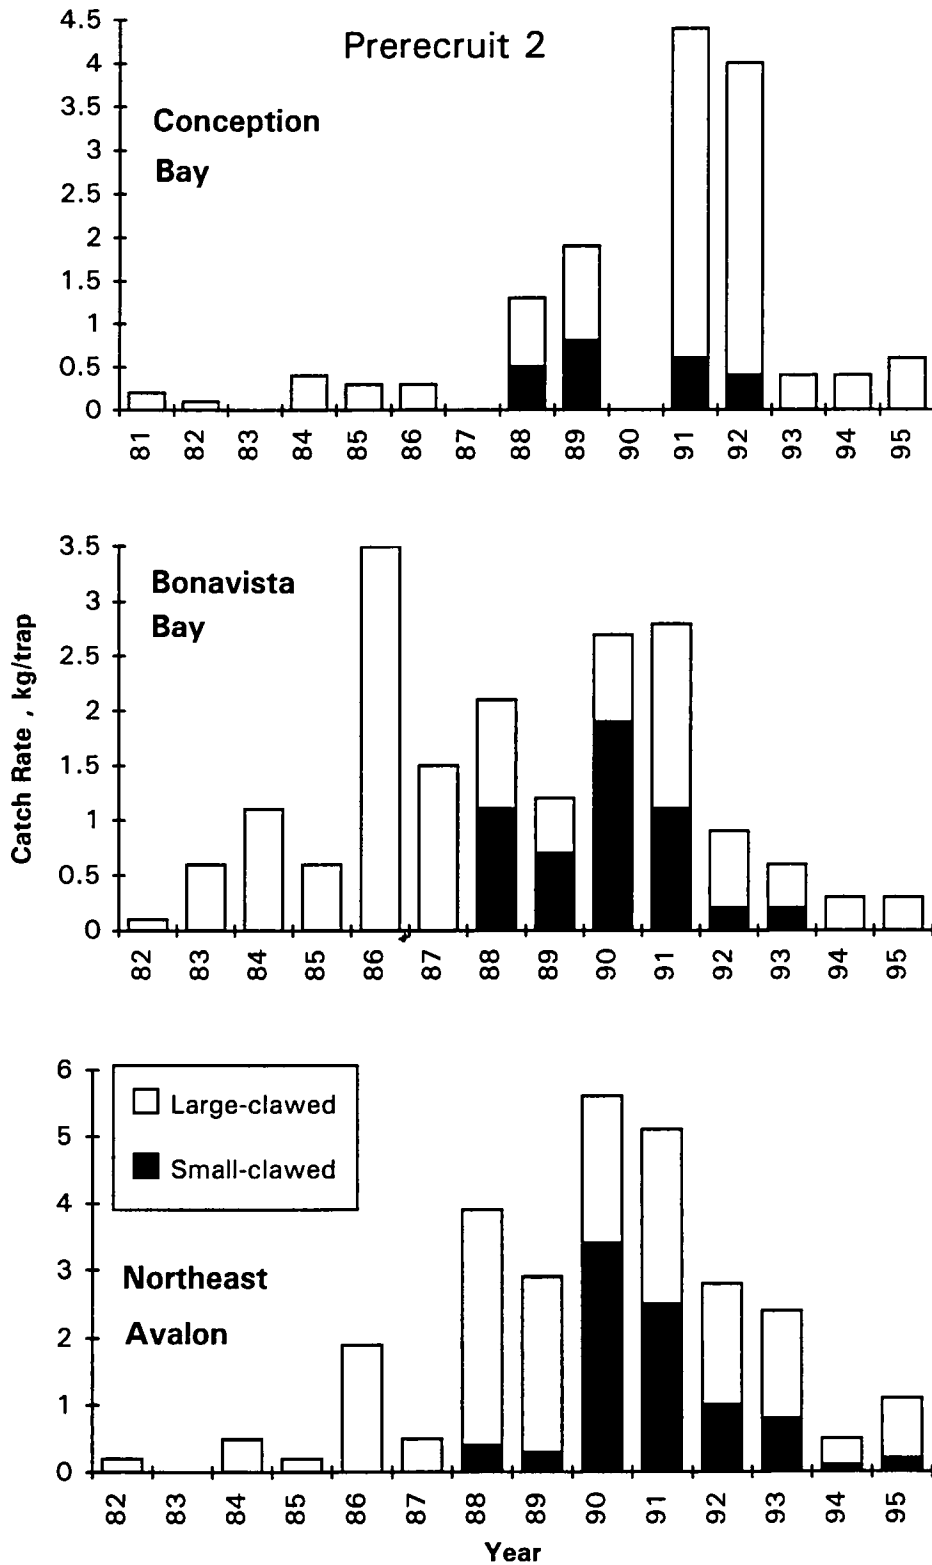 Prerecruit 2
Conception
Bay
4.5
4
3.5
3
2.5
2
1.5
1
0.5
0
81 82 83 84 85 86 87 88 89 90 91 92 93 94 95
Catch Rate , kg/trap
Bonavista
Bay
3.5
3
2.5
2
1.5
1
0.5
0
82 83 84 85 86 87 88 89 90 91 92 93 94 95
Large-clawed
Small-clawed
Northeast
Avalon
6
5
4
3
2
1
0
82 83 84 85 86 87 88 89 90 91 92 93 94 95
Year